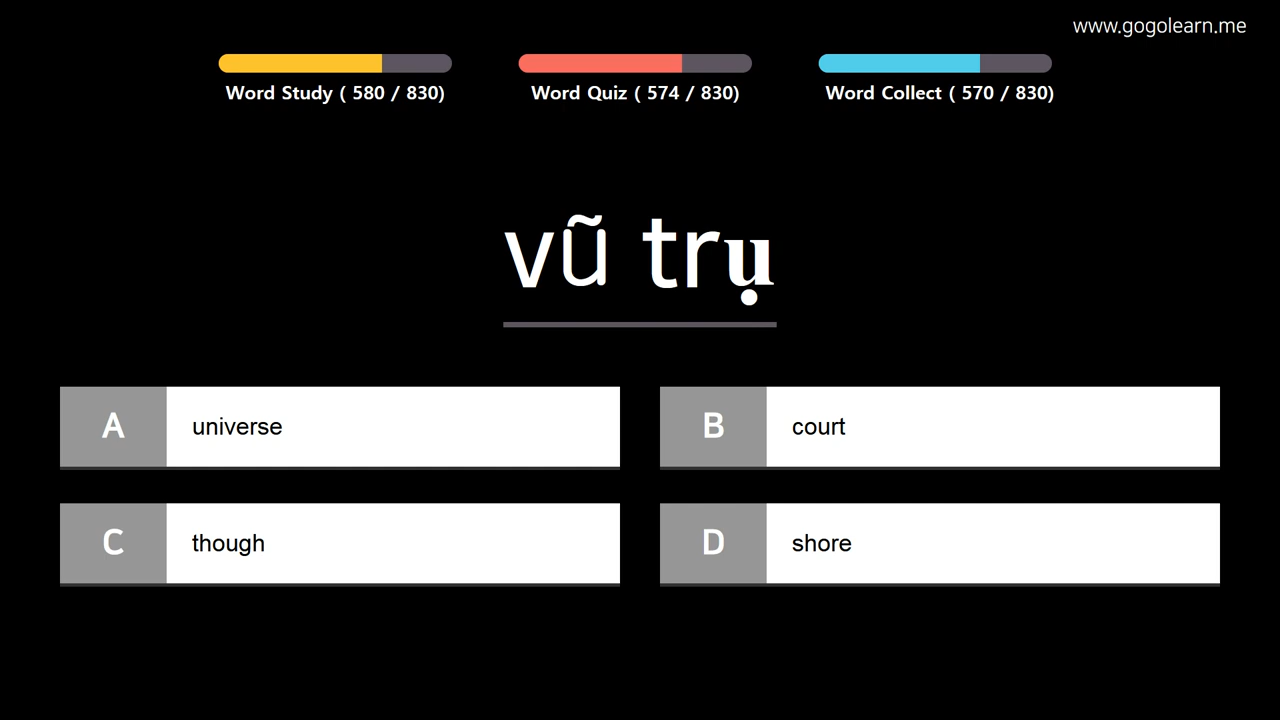 www.gogolearn.me
Word Study ( 580 / 830)
Word Quiz ( 574 / 830)
Word Collect ( 570 / 830)
vũ trụ
A universe
B court
C though
D shore